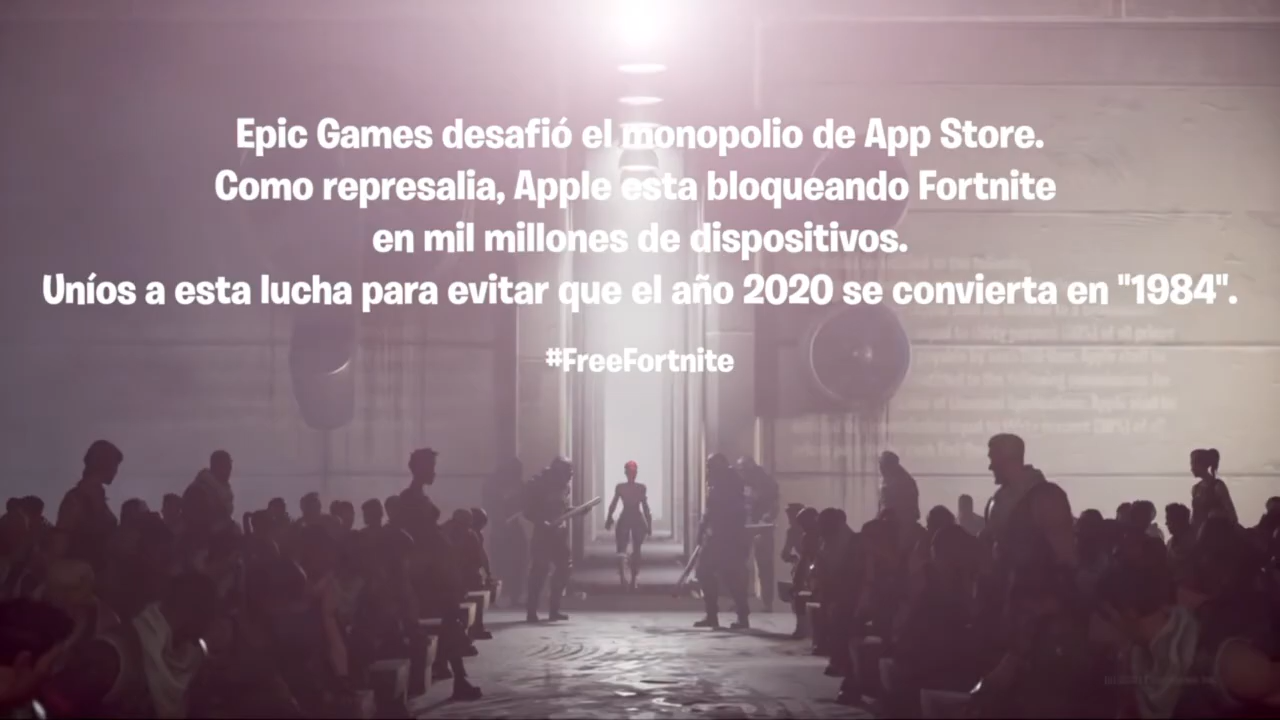 Epic Games desafió el monopolio de App Store.
Como represalia, Apple esta bloqueando Fortnite
en mil millones de dispositivos.
Uníos a esta lucha para evitar que el año 2020 se convierta en "1984".
#FreeFortnite